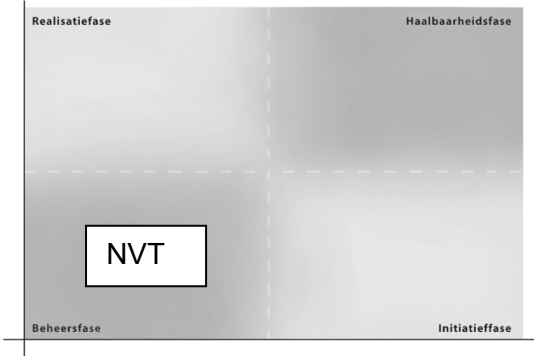 Realisatiefase
Haalbaarheidsfase
NVT
Beheersfase
Initiatieffase